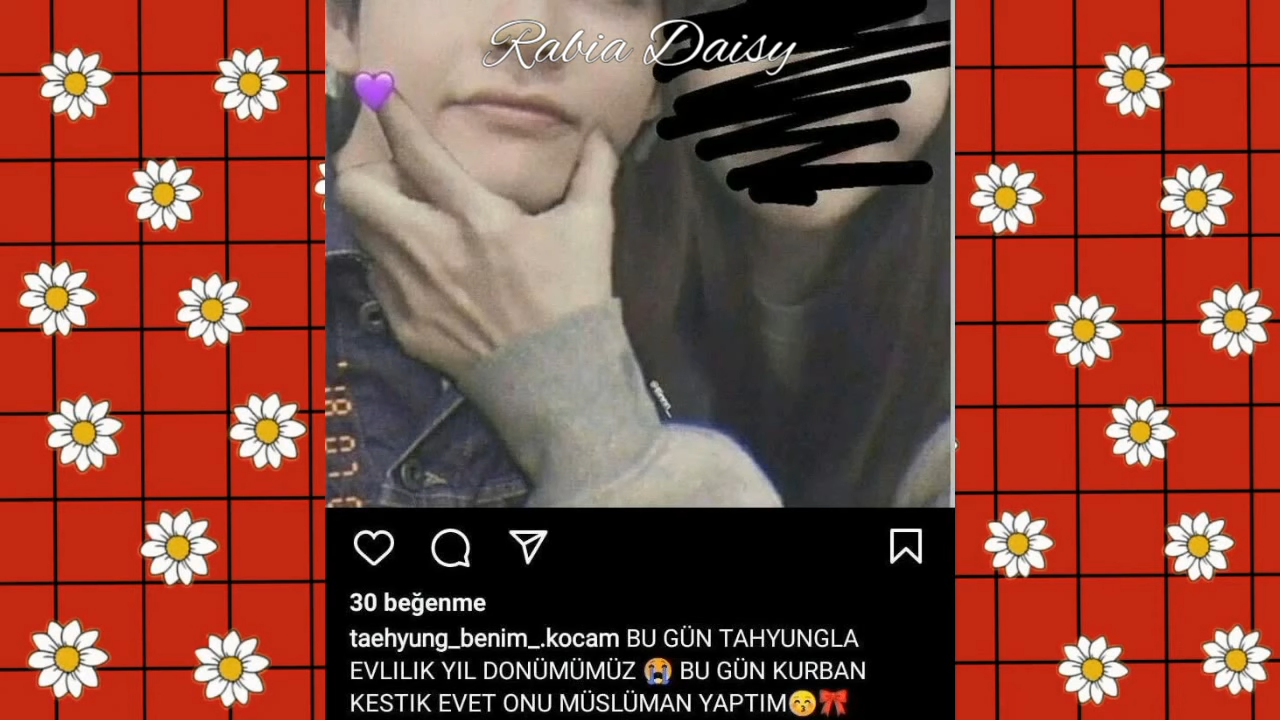 Rabia Daisy
30 beğenme
taehyung_benim_.kocam BU GÜN TAHYUNGLA
EVLILIK YIL DONÜMÜMÜZ 😭 BU GÜN KURBAN
KESTIK EVET ONU MÜSLÜMAN YAPTIM😚🎀